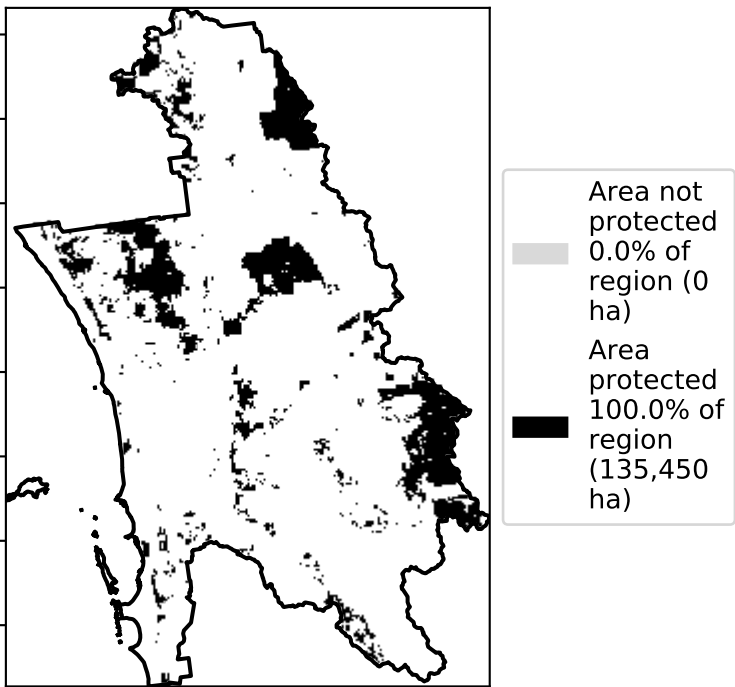 Area not
protected
0.0% of
region (0
ha)
Area
protected
100.0% of
region
(135,450
ha)